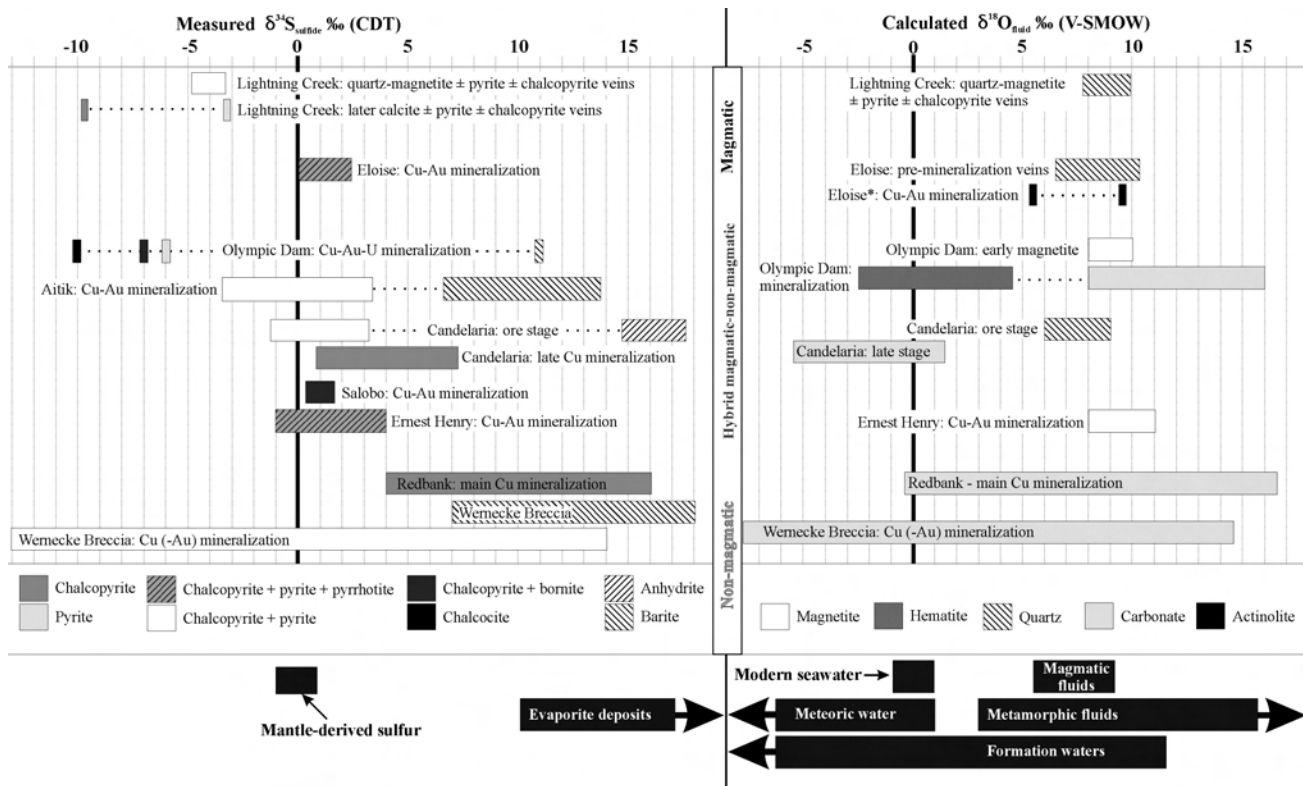 Measured δ³⁴S sulfide ‰ (CDT)
-10 -5 0 5 10 15
Lightning Creek: quartz-magnetite ± pyrite ± chalcopyrite veins
Lightning Creek: later calcite ± pyrite ± chalcopyrite veins
Eloise: Cu-Au mineralization
Olympic Dam: Cu-Au-U mineralization
Aitik: Cu-Au mineralization
Candelaria: ore stage
Candelaria: late Cu mineralization
Salobo: Cu-Au mineralization
Ernest Henry: Cu-Au mineralization
Redbank: main Cu mineralization
Wernecke Breccia
Wernecke Breccia: Cu (-Au) mineralization
Chalcopyrite
Chalcopyrite + pyrite + pyrrhotite
Chalcopyrite + bornite
Anhydrite
Pyrite
Chalcopyrite + pyrite
Chalcocite
Barite
Mantle-derived sulfur
Evaporite deposits
Magmatic
Hybrid magmatic-non-magmatic
Non-magmatic
Calculated δ¹⁸O fluid ‰ (V-SMOW)
-5 0 5 10 15
Lightning Creek: quartz-magnetite
± pyrite ± chalcopyrite veins
Eloise: pre-mineralization veins
Eloise*: Cu-Au mineralization
Olympic Dam: early magnetite
Olympic Dam:
mineralization
Candelaria: ore stage
Candelaria: late stage
Ernest Henry: Cu-Au mineralization
Redbank - main Cu mineralization
Wernecke Breccia: Cu (-Au) mineralization
Magnetite
Hematite
Quartz
Carbonate
Actinolite
Modern seawater
Magmatic
fluids
Meteoric water
Metamorphic fluids
Formation waters